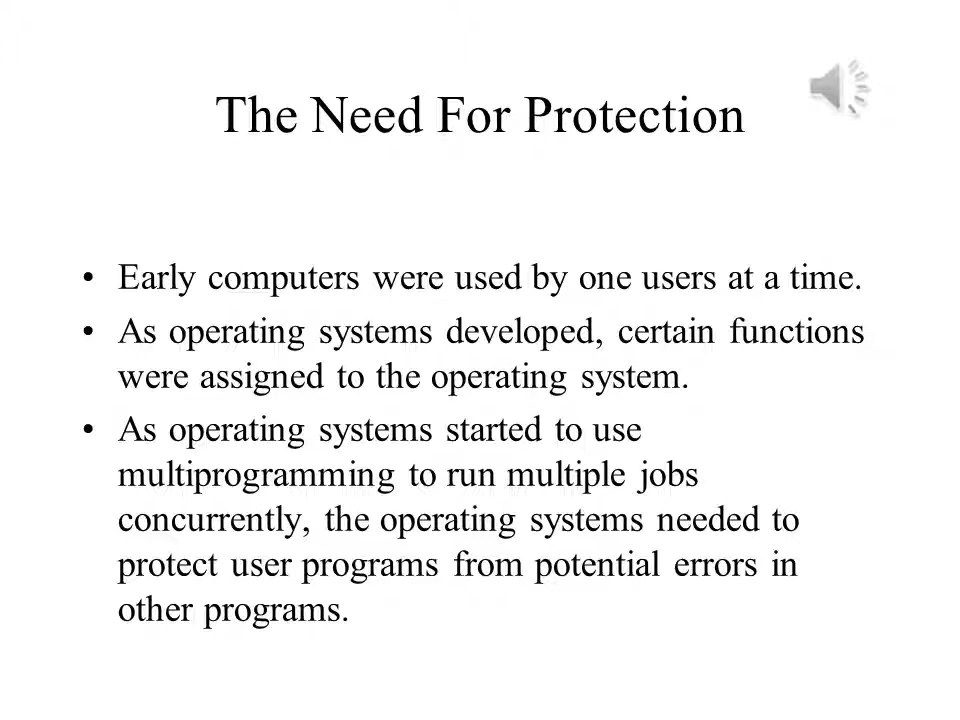 The Need For Protection
• Early computers were used by one users at a time.
• As operating systems developed, certain functions
were assigned to the operating system.
• As operating systems started to use
multiprogramming to run multiple jobs
concurrently, the operating systems needed to
protect user programs from potential errors in
other programs.